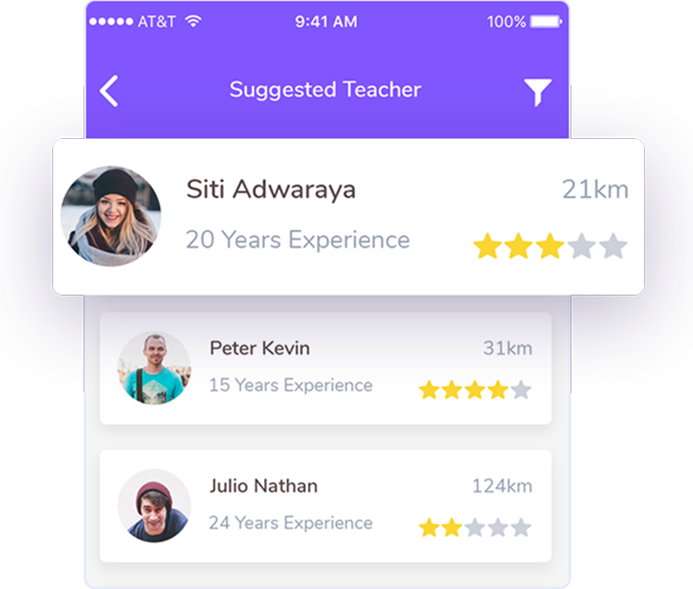 AT&T 9:41 AM 100%
Suggested Teacher
Siti Adwaraya 21km
20 Years Experience
Peter Kevin 31km
15 Years Experience
Julio Nathan 124km
24 Years Experience